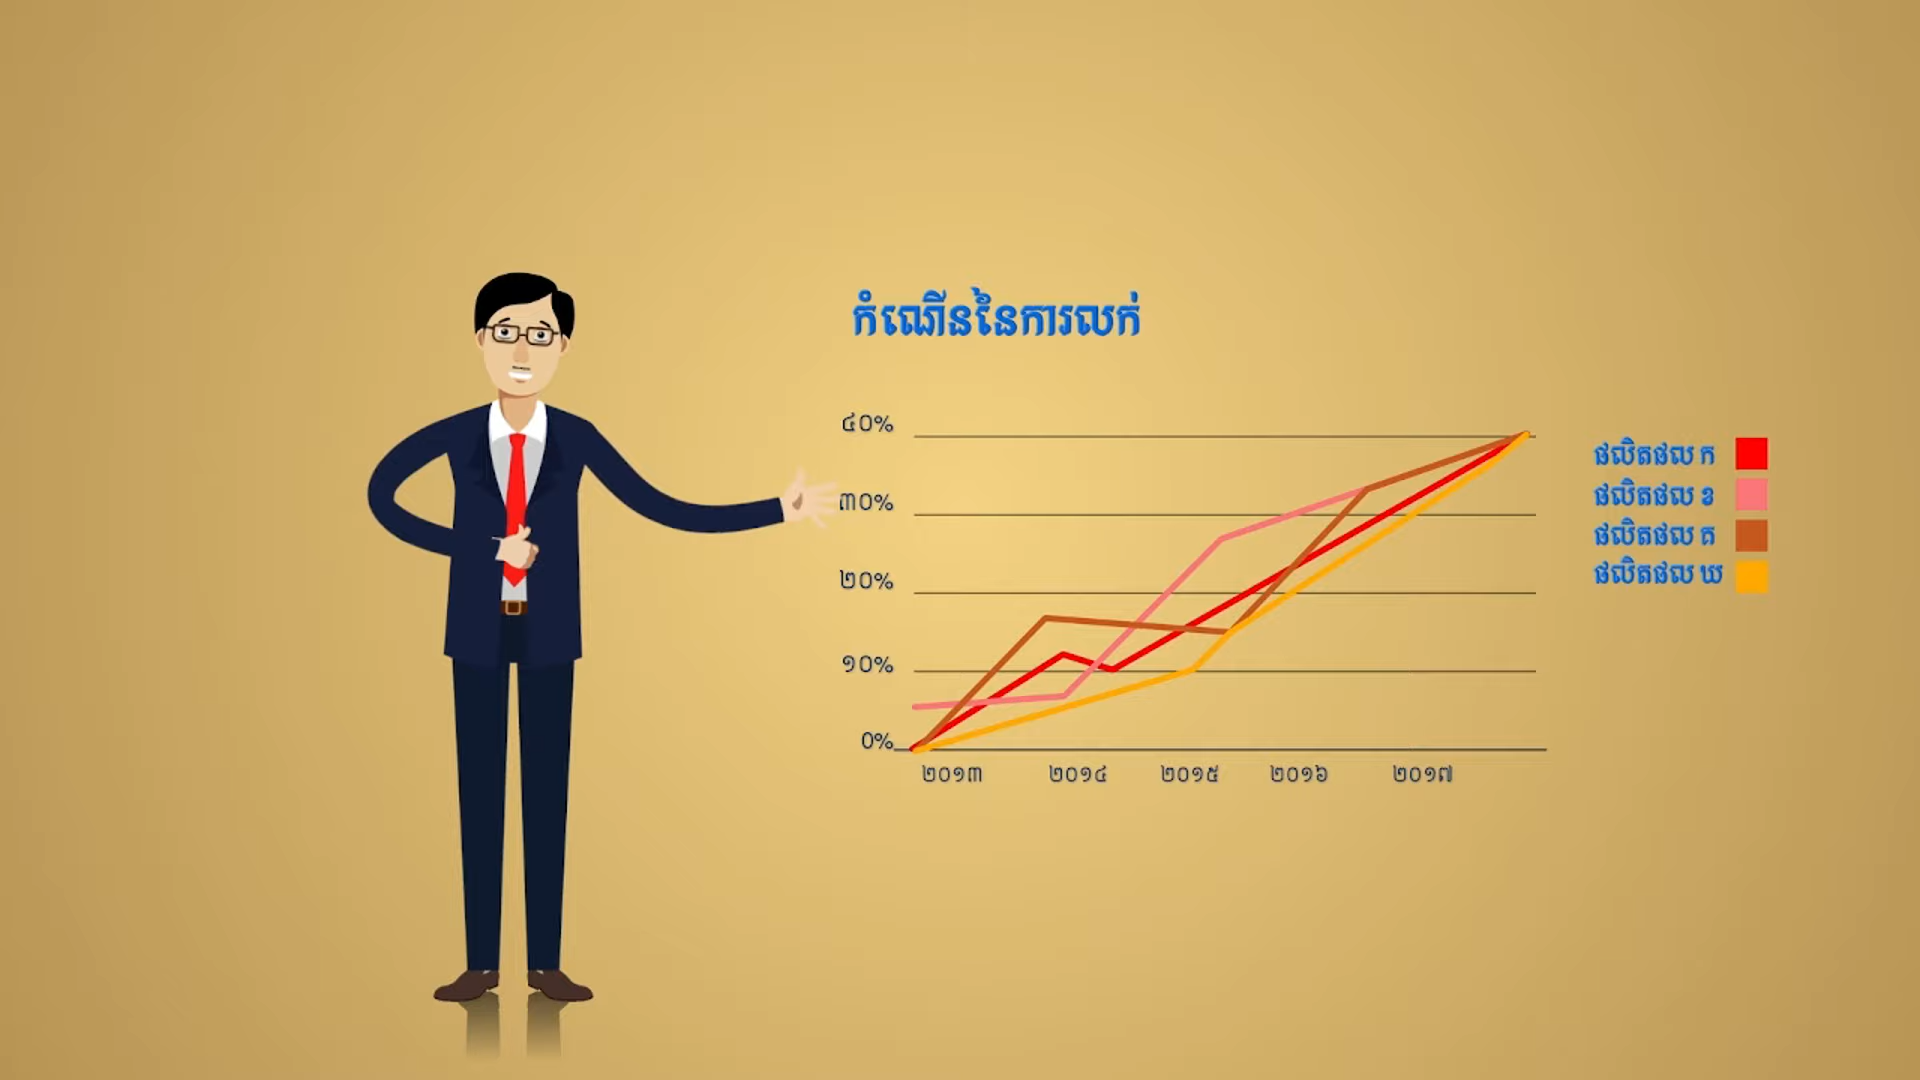 កំណើននៃការលក់
៤០%
៣០%
២០%
១០%
០%
២០១៣ ២០១៤ ២០១៥ ២០១៦ ២០១៧
ផលិតផល ក
ផលិតផល ខ
ផលិតផល គ
ផលិតផល ឃ